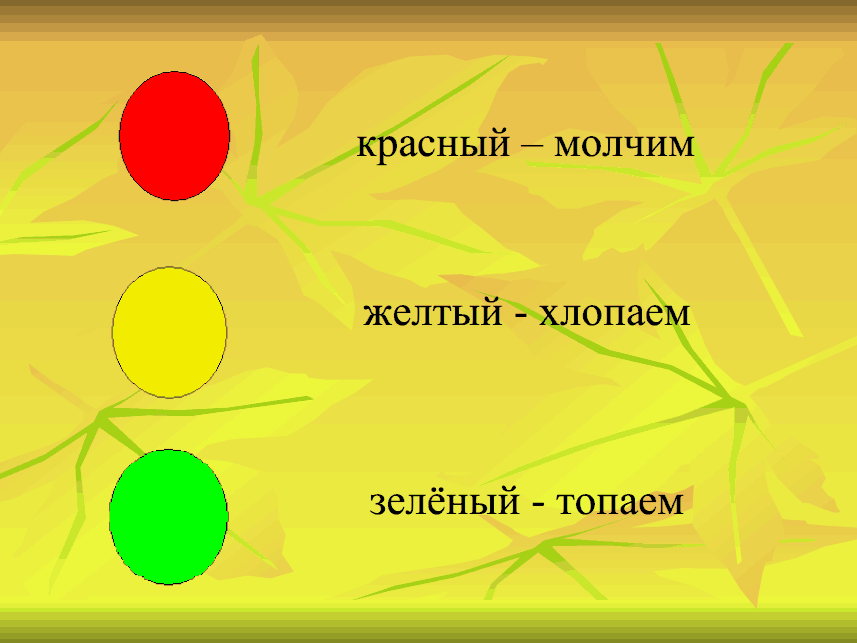 красный – молчим
желтый - хлопаем
зелёный - топаем